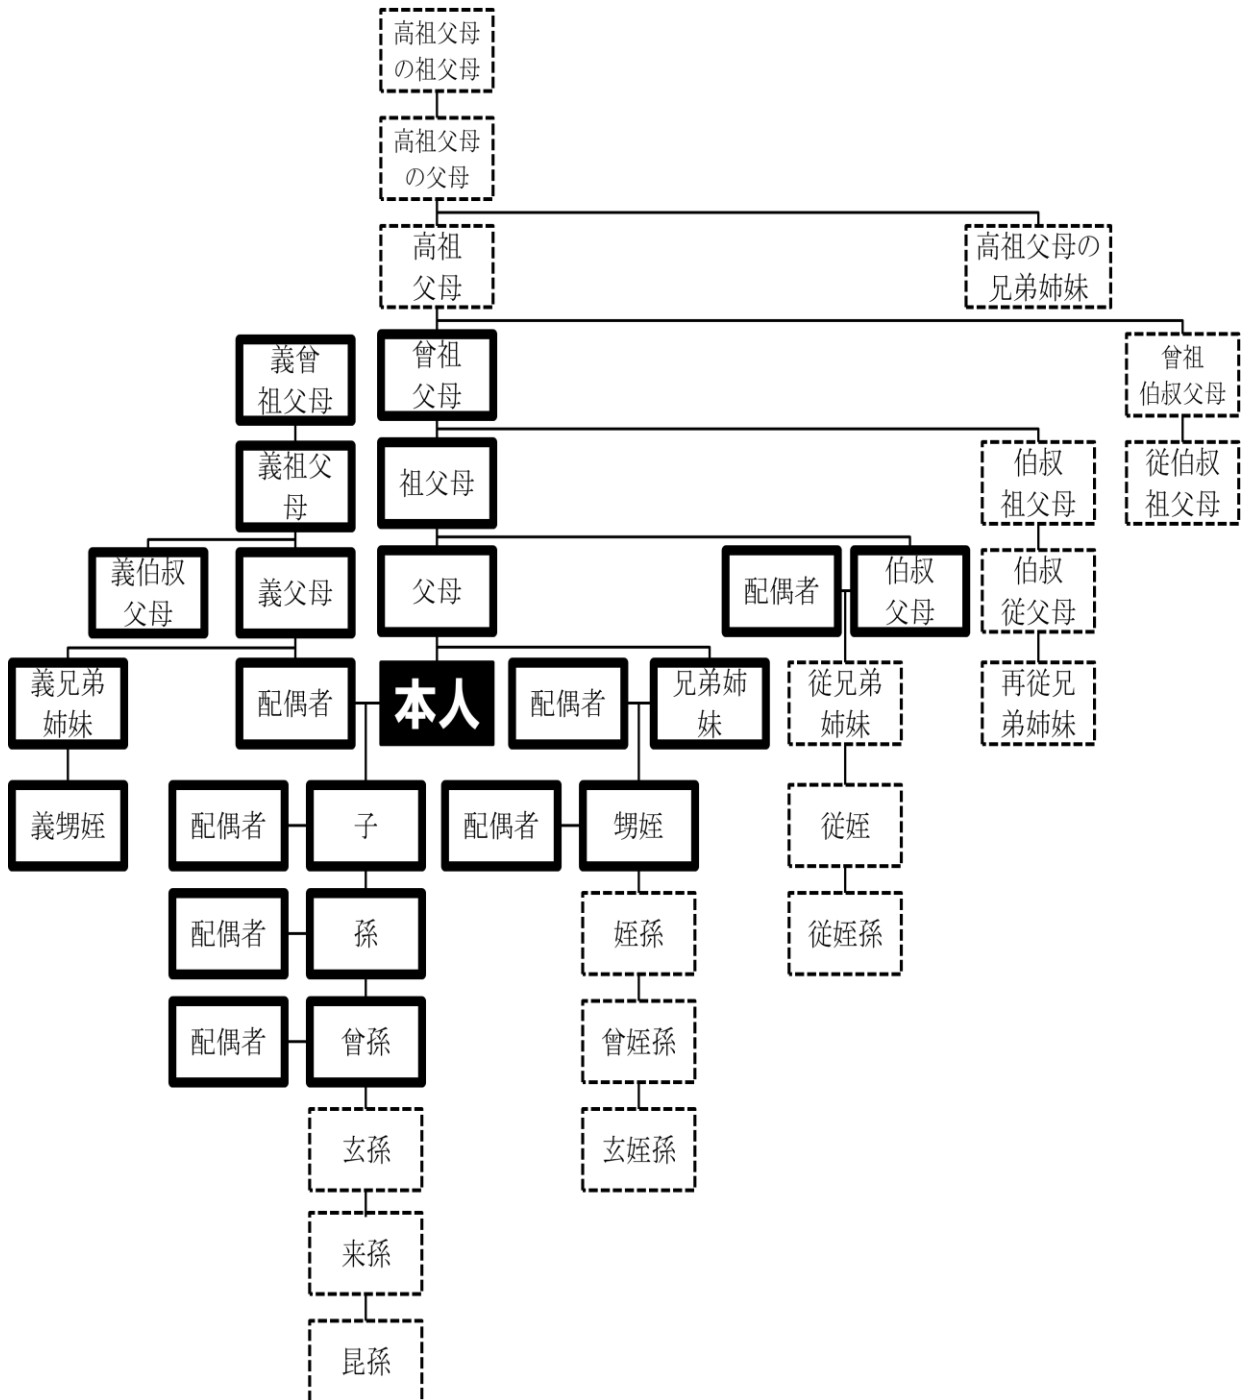 高祖父母
の祖父母
高祖父母
の父母
高祖
父母
高祖父母の
兄弟姉妹
義曾
祖父母
曾祖
父母
曾祖
伯叔父母
義祖父
母
祖父母
伯叔
祖父母
従伯叔
祖父母
義伯叔
父母
義父母
父母
配偶者
伯叔
父母
伯叔
従父母
義兄弟
姉妹
配偶者
本人
配偶者
兄弟姉
妹
従兄弟
姉妹
再従兄
弟姉妹
義甥姪
配偶者
子
配偶者
甥姪
従姪
配偶者
孫
姪孫
従姪孫
配偶者
曾孫
曾姪孫
玄孫
玄姪孫
来孫
昆孫